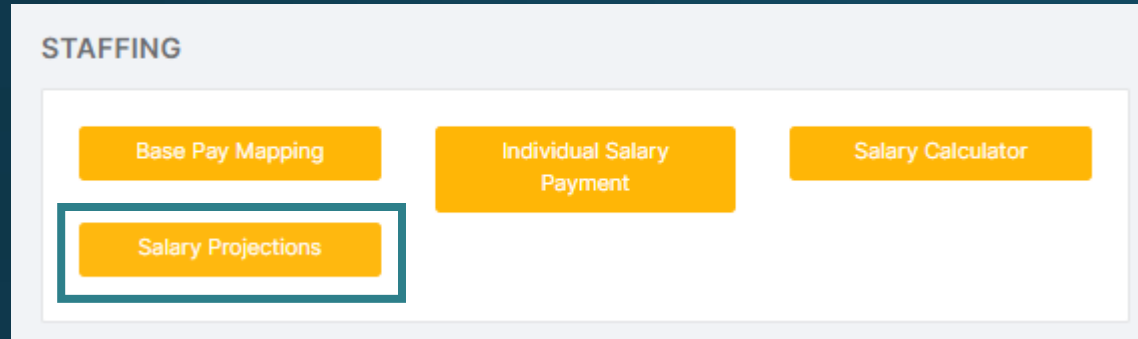 STAFFING
Base Pay Mapping
Individual Salary
Payment
Salary Calculator
Salary Projections